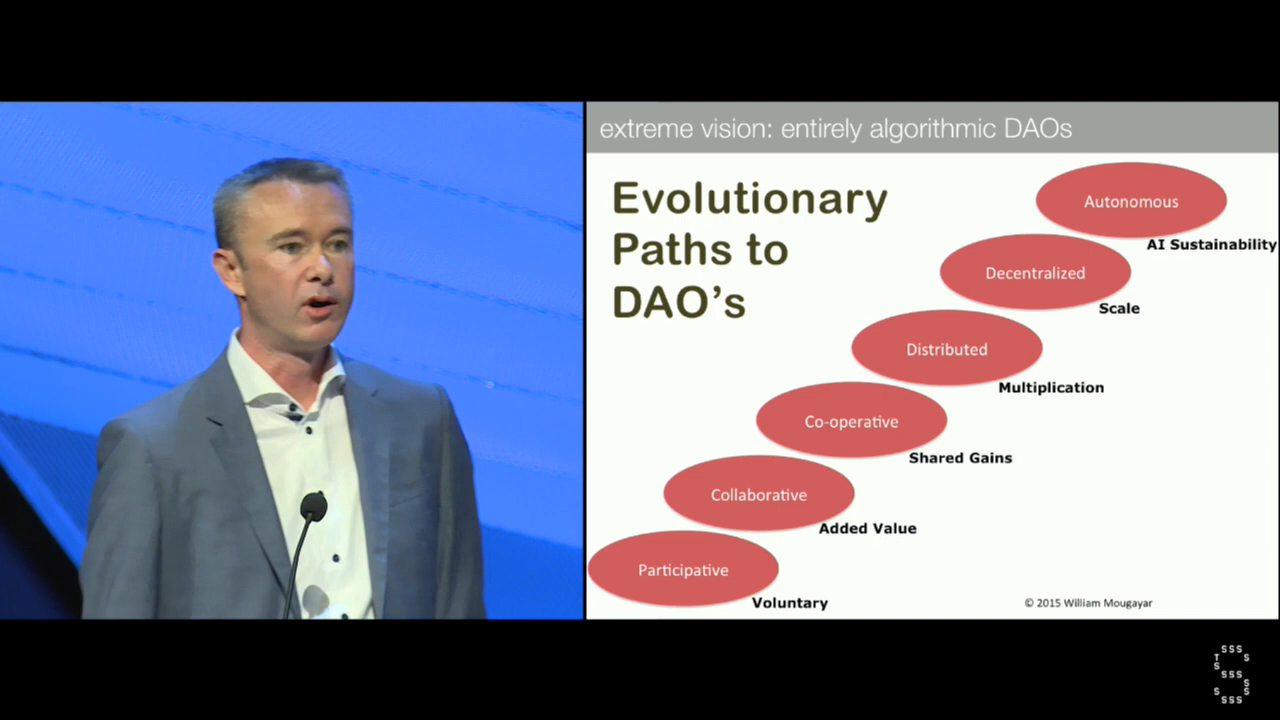 extreme vision: entirely algorithmic DAOs
Evolutionary
Paths to
DAO's
Autonomous
AI Sustainability
Decentralized
Scale
Distributed
Multiplication
Co-operative
Shared Gains
Collaborative
Added Value
Participative
Voluntary
© 2015 William Mougayar